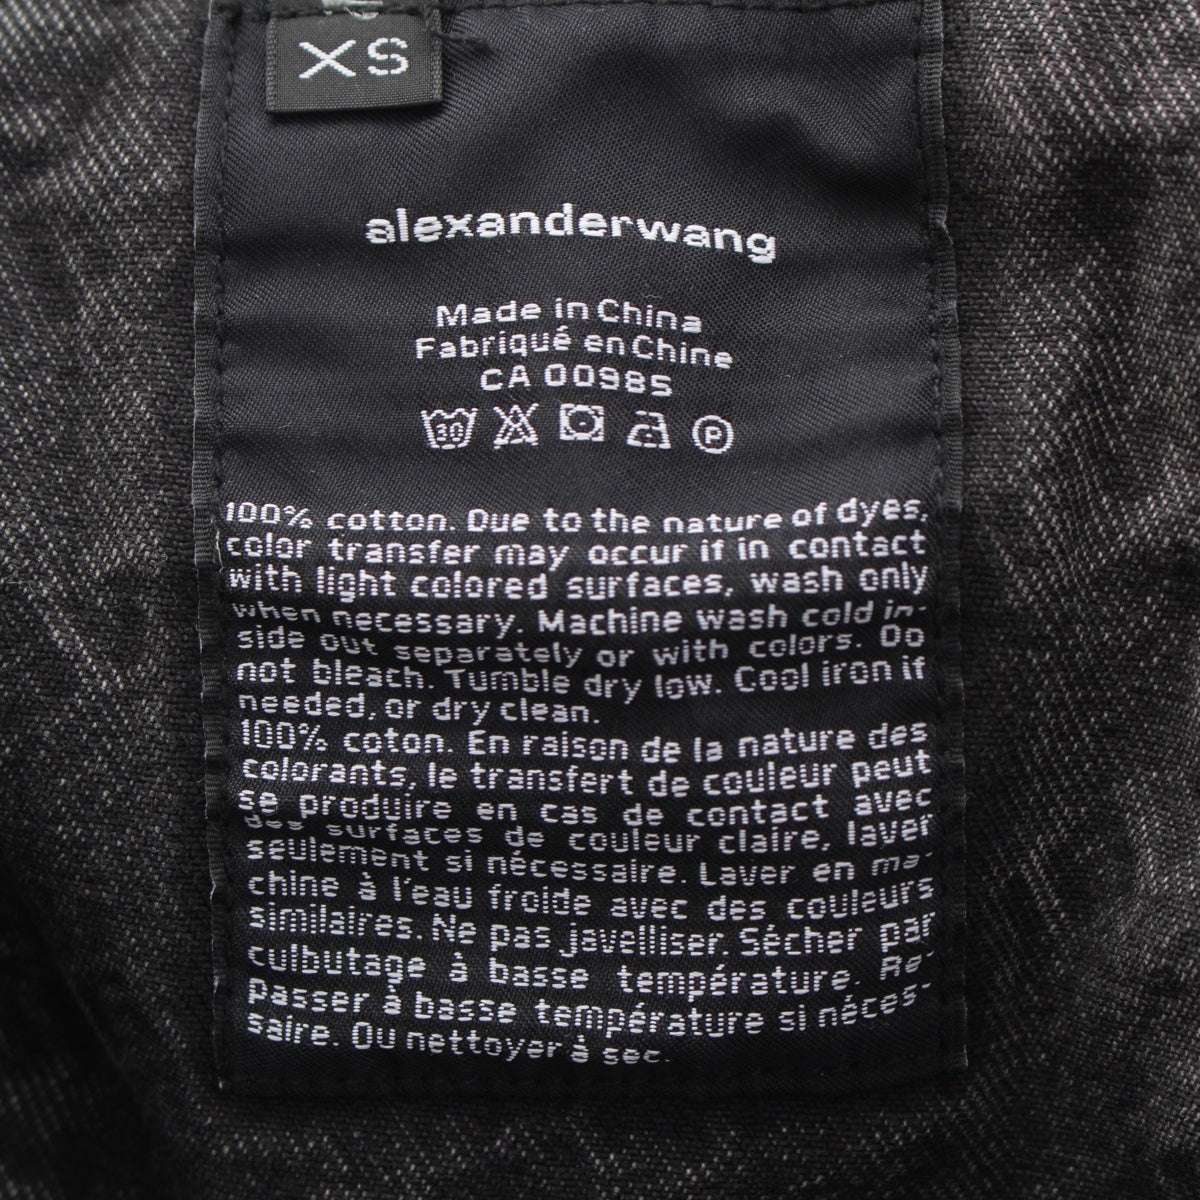 XS
alexanderwang
Made in China
Fabriqué en Chine
CA 00985
30 P
100% cotton. Due to the nature of dyes,
color transfer may occur if in contact
with light colored surfaces, wash only
when necessary. Machine wash cold in-
side out separately or with colors. Do
not bleach. Tumble dry low. Cool iron if
needed, or dry clean.
100% coton. En raison de la nature des
colorants, le transfert de couleur peut
se produire en cas de contact avec
des surfaces de couleur claire, laver
seulement si nécessaire. Laver en ma-
chine à l'eau froide avec des couleurs
similaires. Ne pas javelliser. Sécher par
culbutage à basse température. Re-
passer à basse température si néces-
saire. OU nettoyer à sec.